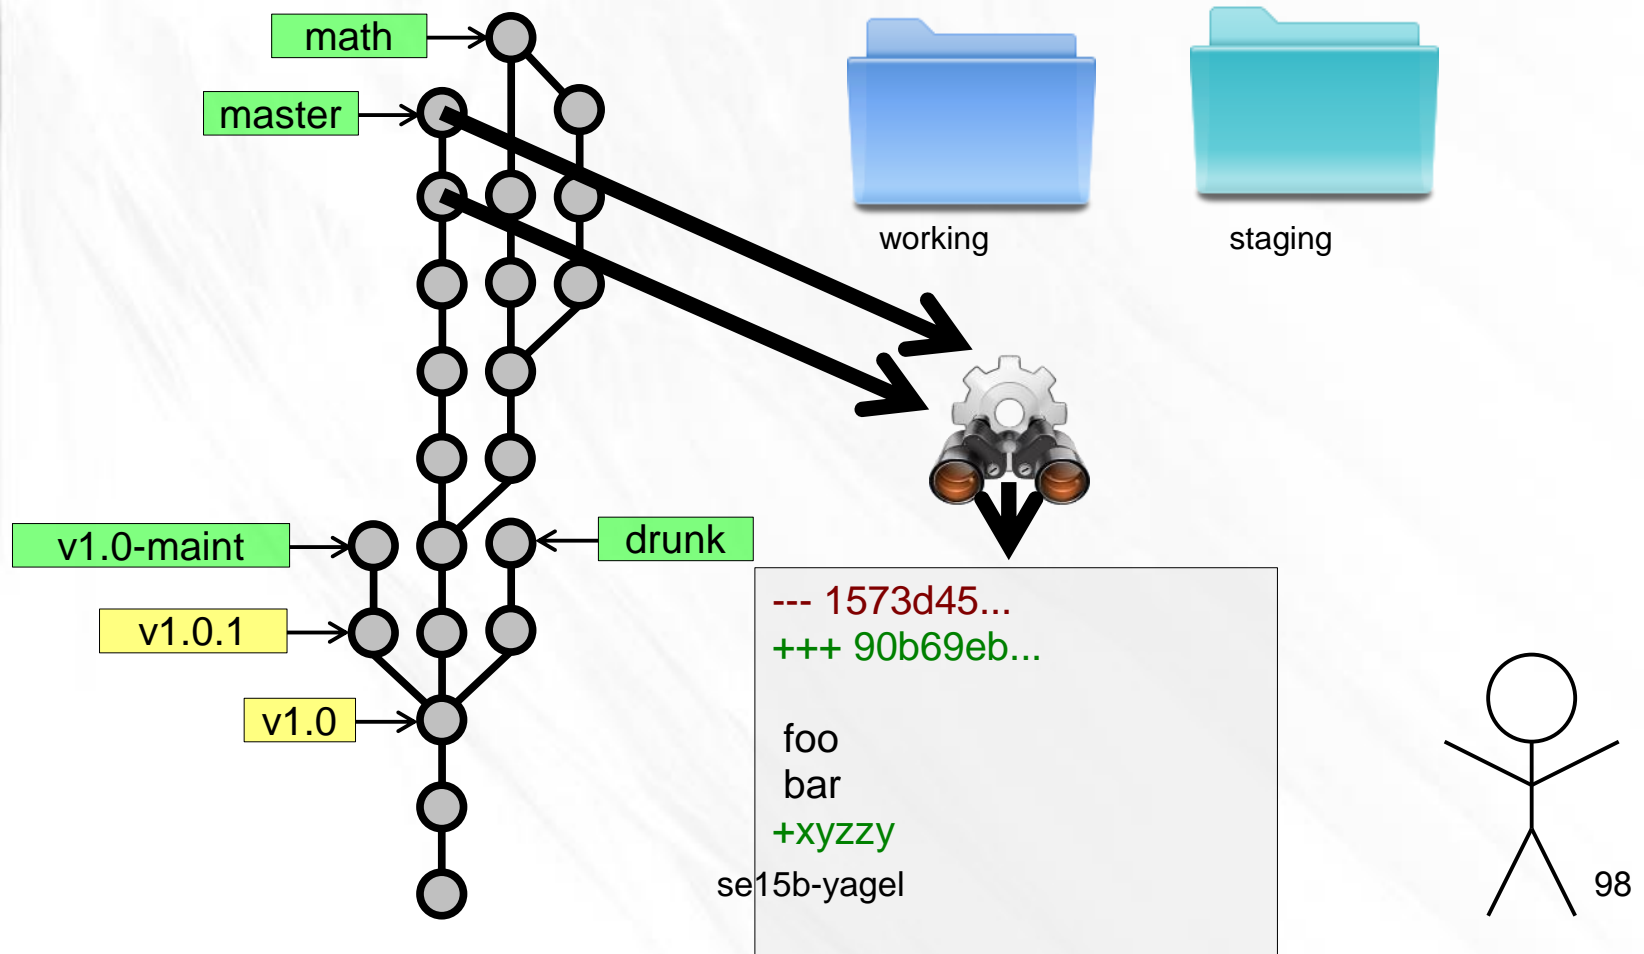 math
master
working
staging
v1.0-maint
drunk
v1.0.1
v1.0
--- 1573d45...
+++ 90b69eb...
foo
bar
+xyzzy
se15b-yagel
98